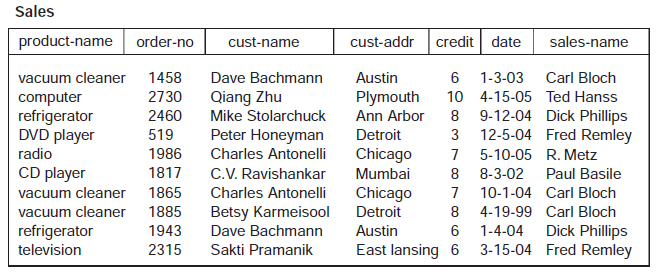 Sales
product-name order-no cust-name cust-addr credit date sales-name
vacuum cleaner 1458 Dave Bachmann Austin 6 1-3-03 Carl Bloch
computer 2730 Qiang Zhu Plymouth 10 4-15-05 Ted Hanss
refrigerator 2460 Mike Stolarchuck Ann Arbor 8 9-12-04 Dick Phillips
DVD player 519 Peter Honeyman Detroit 3 12-5-04 Fred Remley
radio 1986 Charles Antonelli Chicago 7 5-10-05 R. Metz
CD player 1817 C.V. Ravishankar Mumbai 8 8-3-02 Paul Basile
vacuum cleaner 1865 Charles Antonelli Chicago 7 10-1-04 Carl Bloch
vacuum cleaner 1885 Betsy Karmeisool Detroit 8 4-19-99 Carl Bloch
refrigerator 1943 Dave Bachmann Austin 6 1-4-04 Dick Phillips
television 2315 Sakti Pramanik East lansing 6 3-15-04 Fred Remley